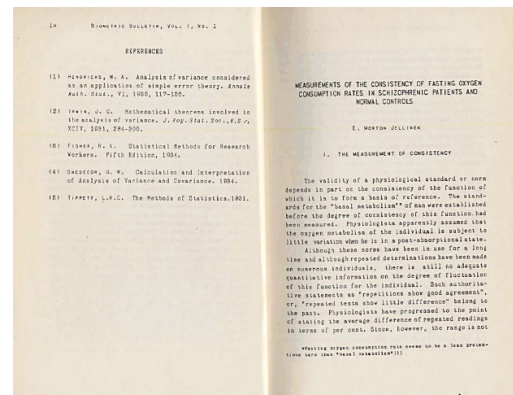 14 BIOMETRIC BULLETIN, VOL. I, NO. 1
REFERENCES
(1) HENDRICKS, W. A. Analysis of variance considered
as an application of simple error theory. Annals
Math. Stat., VI, 1935, 117-126.
(2) IRWIN, J. O. Mathematical theorems involved in
the analysis of variance. J. Roy. Stat. Soc., N.S.,
XCIV, 1931, 284-300.
(3) FISHER, R. A. Statistical Methods for Research
Workers. Fifth Edition, 1934.
(4) SNEDECOR, G. W. Calculation and Interpretation
of Analysis of Variance and Covariance. 1934.
(5) TIPPETT, L.H.C. The Methods of Statistics. 1931.
MEASUREMENTS OF THE CONSISTENCY OF FASTING OXYGEN
CONSUMPTION RATES IN SCHIZOPHRENIC PATIENTS AND
NORMAL CONTROLS
E. MORTON JELLINEK
I. THE MEASUREMENT OF CONSISTENCY
The validity of a physiological standard or norm
depends in part on the consistency of the function of
which it is to form a basis of reference. The stand-
ards for the "basal metabolism"* of man were established
before the degree of consistency of this function had
been measured. Physiologists apparently assumed that
the oxygen metabolism of the individual is subject to
little variation when he is in a post-absorptional state.
Although these norms have been in use for a long
time and although repeated determinations have been made
on numerous individuals, there is still no adequate
quantitative information on the degree of fluctuation
of this function for the individual. Such authorita-
tive statements as "repetitions show good agreement",
or, "repeated tests show little difference" belong to
the past. Physiologists have progressed to the point
of stating the average difference of repeated readings
in terms of per cent. Since, however, the range is not
*Fasting oxygen consumption rate seems to be a less preten-
tious term than "basal metabolism"(1)